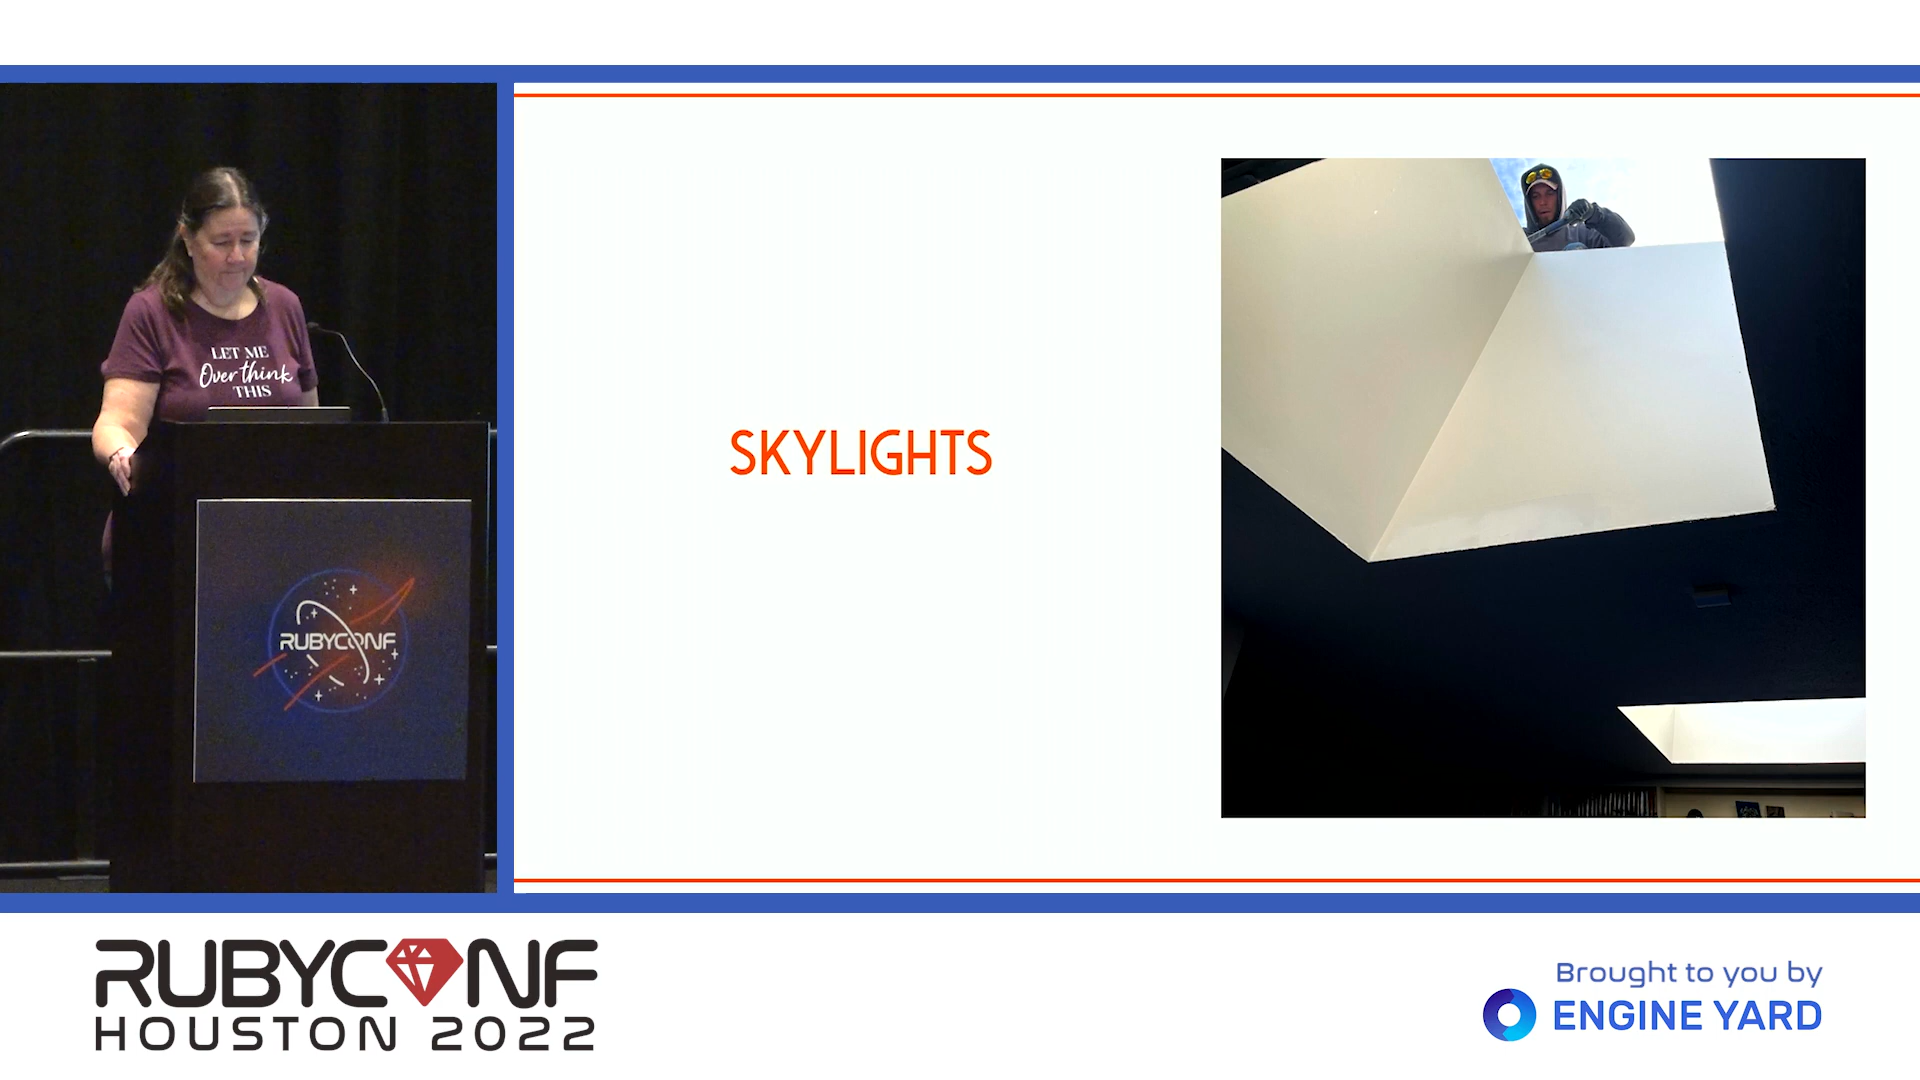 LET ME
Over think
THIS
RUBYCONF
SKYLIGHTS
RUBYCONF
HOUSTON 2022
Brought to you by
ENGINE YARD